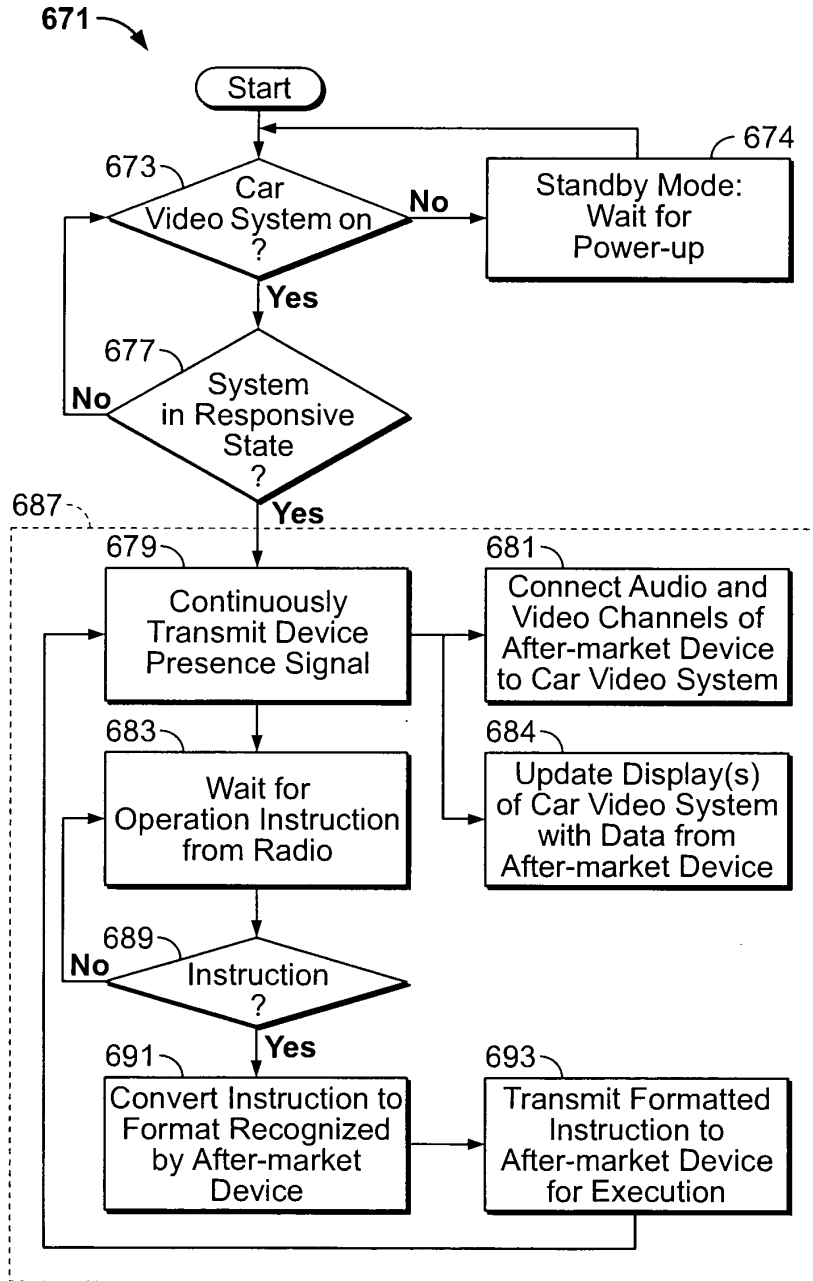 671
Start
673
Car
Video System on
?
No
674
Standby Mode:
Wait for
Power-up
Yes
677
System
in Responsive
State
?
No
Yes
687
679
Continuously
Transmit Device
Presence Signal
681
Connect Audio and
Video Channels of
After-market Device
to Car Video System
683
Wait for
Operation Instruction
from Radio
684
Update Display(s)
of Car Video System
with Data from
After-market Device
689
Instruction
?
No
Yes
691
Convert Instruction to
Format Recognized
by After-market
Device
693
Transmit Formatted
Instruction to
After-market Device
for Execution